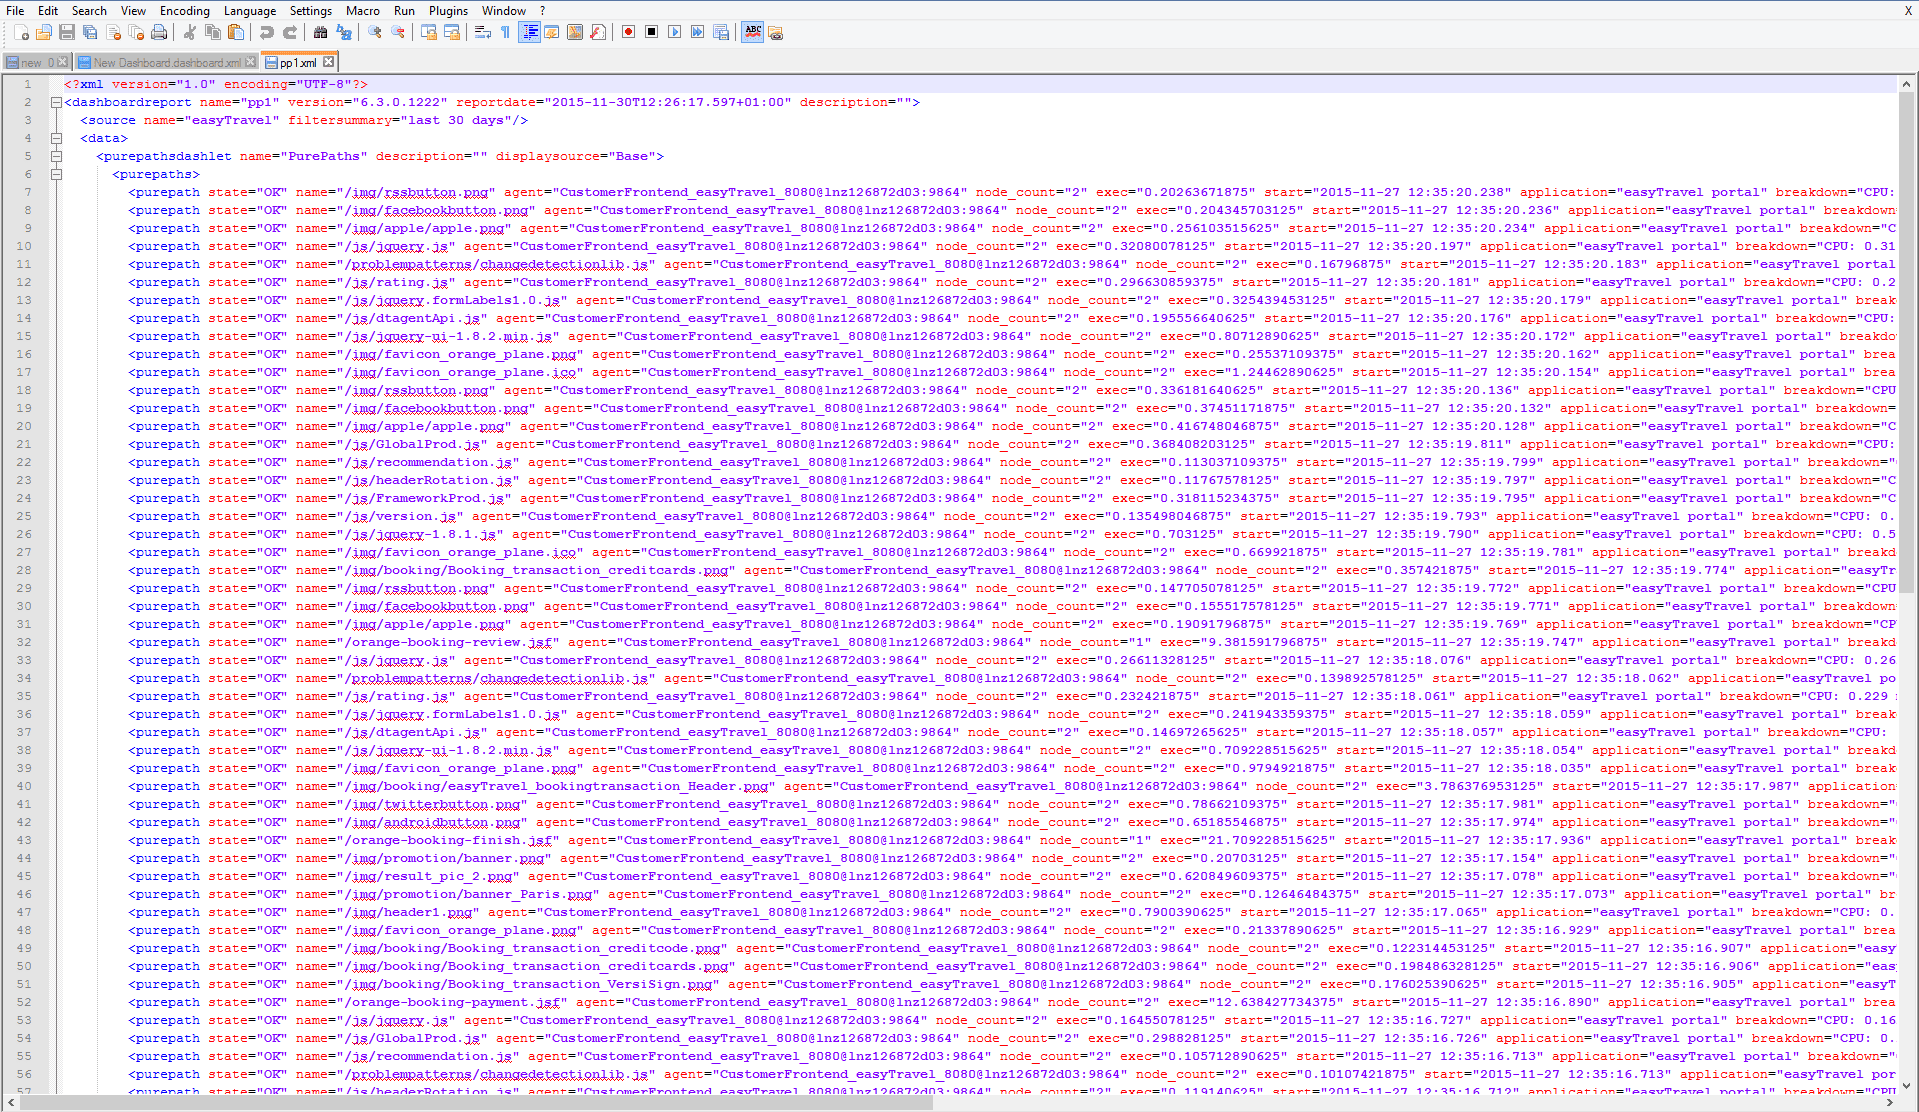 File Edit Search View Encoding Language Settings Macro Run Plugins Window ? X
new 0 New Dashboard.dashboard.xml pp1.xml
1 <?xml version="1.0" encoding="UTF-8"?>
2 <dashboardreport name="pp1" version="6.3.0.1222" reportdate="2015-11-30T12:26:17.597+01:00" description="">
3 <source name="easyTravel" filtersummary="last 30 days"/>
4 <data>
5 <purepathsdashlet name="PurePaths" description="" displaysource="Base">
6 <purepaths>
7 <purepath state="OK" name="/img/rssbutton.png" agent="CustomerFrontend_easyTravel_8080@lnz126872d03:9864" node_count="2" exec="0.20263671875" start="2015-11-27 12:35:20.238" application="easyTravel portal" breakdown="CPU:
8 <purepath state="OK" name="/img/facebookbutton.png" agent="CustomerFrontend_easyTravel_8080@lnz126872d03:9864" node_count="2" exec="0.204345703125" start="2015-11-27 12:35:20.236" application="easyTravel portal" breakdown
9 <purepath state="OK" name="/img/apple/apple.png" agent="CustomerFrontend_easyTravel_8080@lnz126872d03:9864" node_count="2" exec="0.256103515625" start="2015-11-27 12:35:20.234" application="easyTravel portal" breakdown="C
10 <purepath state="OK" name="/js/jquery.js" agent="CustomerFrontend_easyTravel_8080@lnz126872d03:9864" node_count="2" exec="0.32080078125" start="2015-11-27 12:35:20.197" application="easyTravel portal" breakdown="CPU: 0.31
11 <purepath state="OK" name="/problempatterns/changedetectionlib.js" agent="CustomerFrontend_easyTravel_8080@lnz126872d03:9864" node_count="2" exec="0.16796875" start="2015-11-27 12:35:20.183" application="easyTravel portal
12 <purepath state="OK" name="/js/rating.js" agent="CustomerFrontend_easyTravel_8080@lnz126872d03:9864" node_count="2" exec="0.296630859375" start="2015-11-27 12:35:20.181" application="easyTravel portal" breakdown="CPU: 0.2
13 <purepath state="OK" name="/js/jquery.formLabels1.0.js" agent="CustomerFrontend_easyTravel_8080@lnz126872d03:9864" node_count="2" exec="0.325439453125" start="2015-11-27 12:35:20.179" application="easyTravel portal" break
14 <purepath state="OK" name="/js/dtagentApi.js" agent="CustomerFrontend_easyTravel_8080@lnz126872d03:9864" node_count="2" exec="0.195556640625" start="2015-11-27 12:35:20.176" application="easyTravel portal" breakdown="CPU:
15 <purepath state="OK" name="/js/jquery-ui-1.8.2.min.js" agent="CustomerFrontend_easyTravel_8080@lnz126872d03:9864" node_count="2" exec="0.80712890625" start="2015-11-27 12:35:20.172" application="easyTravel portal" breakdo
16 <purepath state="OK" name="/img/favicon_orange_plane.png" agent="CustomerFrontend_easyTravel_8080@lnz126872d03:9864" node_count="2" exec="0.25537109375" start="2015-11-27 12:35:20.162" application="easyTravel portal" brea
17 <purepath state="OK" name="/img/favicon_orange_plane.ico" agent="CustomerFrontend_easyTravel_8080@lnz126872d03:9864" node_count="2" exec="1.24462890625" start="2015-11-27 12:35:20.154" application="easyTravel portal" brea
18 <purepath state="OK" name="/img/rssbutton.png" agent="CustomerFrontend_easyTravel_8080@lnz126872d03:9864" node_count="2" exec="0.336181640625" start="2015-11-27 12:35:20.136" application="easyTravel portal" breakdown="CPU
19 <purepath state="OK" name="/img/facebookbutton.png" agent="CustomerFrontend_easyTravel_8080@lnz126872d03:9864" node_count="2" exec="0.37451171875" start="2015-11-27 12:35:20.132" application="easyTravel portal" breakdown=
20 <purepath state="OK" name="/img/apple/apple.png" agent="CustomerFrontend_easyTravel_8080@lnz126872d03:9864" node_count="2" exec="0.416748046875" start="2015-11-27 12:35:20.128" application="easyTravel portal" breakdown="C
21 <purepath state="OK" name="/js/GlobalProd.js" agent="CustomerFrontend_easyTravel_8080@lnz126872d03:9864" node_count="2" exec="0.368408203125" start="2015-11-27 12:35:19.811" application="easyTravel portal" breakdown="CPU:
22 <purepath state="OK" name="/js/recommendation.js" agent="CustomerFrontend_easyTravel_8080@lnz126872d03:9864" node_count="2" exec="0.113037109375" start="2015-11-27 12:35:19.799" application="easyTravel portal" breakdown="
23 <purepath state="OK" name="/js/headerRotation.js" agent="CustomerFrontend_easyTravel_8080@lnz126872d03:9864" node_count="2" exec="0.11767578125" start="2015-11-27 12:35:19.797" application="easyTravel portal" breakdown="C
24 <purepath state="OK" name="/js/FrameworkProd.js" agent="CustomerFrontend_easyTravel_8080@lnz126872d03:9864" node_count="2" exec="0.318115234375" start="2015-11-27 12:35:19.795" application="easyTravel portal" breakdown="C
25 <purepath state="OK" name="/js/version.js" agent="CustomerFrontend_easyTravel_8080@lnz126872d03:9864" node_count="2" exec="0.135498046875" start="2015-11-27 12:35:19.793" application="easyTravel portal" breakdown="CPU: 0.
26 <purepath state="OK" name="/js/jquery-1.8.1.js" agent="CustomerFrontend_easyTravel_8080@lnz126872d03:9864" node_count="2" exec="0.703125" start="2015-11-27 12:35:19.790" application="easyTravel portal" breakdown="CPU: 0.5
27 <purepath state="OK" name="/img/favicon_orange_plane.ico" agent="CustomerFrontend_easyTravel_8080@lnz126872d03:9864" node_count="2" exec="0.669921875" start="2015-11-27 12:35:19.781" application="easyTravel portal" breakd
28 <purepath state="OK" name="/img/booking/Booking_transaction_creditcards.png" agent="CustomerFrontend_easyTravel_8080@lnz126872d03:9864" node_count="2" exec="0.357421875" start="2015-11-27 12:35:19.774" application="easyTr
29 <purepath state="OK" name="/img/rssbutton.png" agent="CustomerFrontend_easyTravel_8080@lnz126872d03:9864" node_count="2" exec="0.147705078125" start="2015-11-27 12:35:19.772" application="easyTravel portal" breakdown="CPU
30 <purepath state="OK" name="/img/facebookbutton.png" agent="CustomerFrontend_easyTravel_8080@lnz126872d03:9864" node_count="2" exec="0.155517578125" start="2015-11-27 12:35:19.771" application="easyTravel portal" breakdown
31 <purepath state="OK" name="/img/apple/apple.png" agent="CustomerFrontend_easyTravel_8080@lnz126872d03:9864" node_count="2" exec="0.19091796875" start="2015-11-27 12:35:19.769" application="easyTravel portal" breakdown="CP
32 <purepath state="OK" name="/orange-booking-review.jsf" agent="CustomerFrontend_easyTravel_8080@lnz126872d03:9864" node_count="1" exec="9.381591796875" start="2015-11-27 12:35:19.747" application="easyTravel portal" breakd
33 <purepath state="OK" name="/js/jquery.js" agent="CustomerFrontend_easyTravel_8080@lnz126872d03:9864" node_count="2" exec="0.26611328125" start="2015-11-27 12:35:18.076" application="easyTravel portal" breakdown="CPU: 0.26
34 <purepath state="OK" name="/problempatterns/changedetectionlib.js" agent="CustomerFrontend_easyTravel_8080@lnz126872d03:9864" node_count="2" exec="0.139892578125" start="2015-11-27 12:35:18.062" application="easyTravel po
35 <purepath state="OK" name="/js/rating.js" agent="CustomerFrontend_easyTravel_8080@lnz126872d03:9864" node_count="2" exec="0.232421875" start="2015-11-27 12:35:18.061" application="easyTravel portal" breakdown="CPU: 0.229
36 <purepath state="OK" name="/js/jquery.formLabels1.0.js" agent="CustomerFrontend_easyTravel_8080@lnz126872d03:9864" node_count="2" exec="0.241943359375" start="2015-11-27 12:35:18.059" application="easyTravel portal" break
37 <purepath state="OK" name="/js/dtagentApi.js" agent="CustomerFrontend_easyTravel_8080@lnz126872d03:9864" node_count="2" exec="0.14697265625" start="2015-11-27 12:35:18.057" application="easyTravel portal" breakdown="CPU:
38 <purepath state="OK" name="/js/jquery-ui-1.8.2.min.js" agent="CustomerFrontend_easyTravel_8080@lnz126872d03:9864" node_count="2" exec="0.709228515625" start="2015-11-27 12:35:18.054" application="easyTravel portal" breakd
39 <purepath state="OK" name="/img/favicon_orange_plane.png" agent="CustomerFrontend_easyTravel_8080@lnz126872d03:9864" node_count="2" exec="0.9794921875" start="2015-11-27 12:35:18.035" application="easyTravel portal" break
40 <purepath state="OK" name="/img/booking/easyTravel_bookingtransaction_Header.png" agent="CustomerFrontend_easyTravel_8080@lnz126872d03:9864" node_count="2" exec="3.786376953125" start="2015-11-27 12:35:17.987" application
41 <purepath state="OK" name="/img/twitterbutton.png" agent="CustomerFrontend_easyTravel_8080@lnz126872d03:9864" node_count="2" exec="0.78662109375" start="2015-11-27 12:35:17.981" application="easyTravel portal" breakdown="
42 <purepath state="OK" name="/img/androidbutton.png" agent="CustomerFrontend_easyTravel_8080@lnz126872d03:9864" node_count="2" exec="0.65185546875" start="2015-11-27 12:35:17.974" application="easyTravel portal" breakdown="
43 <purepath state="OK" name="/orange-booking-finish.jsf" agent="CustomerFrontend_easyTravel_8080@lnz126872d03:9864" node_count="1" exec="21.709228515625" start="2015-11-27 12:35:17.936" application="easyTravel portal" break
44 <purepath state="OK" name="/img/promotion/banner.png" agent="CustomerFrontend_easyTravel_8080@lnz126872d03:9864" node_count="2" exec="0.20703125" start="2015-11-27 12:35:17.154" application="easyTravel portal" breakdown="
45 <purepath state="OK" name="/img/result_pic_2.png" agent="CustomerFrontend_easyTravel_8080@lnz126872d03:9864" node_count="2" exec="0.620849609375" start="2015-11-27 12:35:17.078" application="easyTravel portal" breakdown="
46 <purepath state="OK" name="/img/promotion/banner_Paris.png" agent="CustomerFrontend_easyTravel_8080@lnz126872d03:9864" node_count="2" exec="0.12646484375" start="2015-11-27 12:35:17.073" application="easyTravel portal" br
47 <purepath state="OK" name="/img/header1.png" agent="CustomerFrontend_easyTravel_8080@lnz126872d03:9864" node_count="2" exec="0.7900390625" start="2015-11-27 12:35:17.065" application="easyTravel portal" breakdown="CPU: 0.
48 <purepath state="OK" name="/img/favicon_orange_plane.png" agent="CustomerFrontend_easyTravel_8080@lnz126872d03:9864" node_count="2" exec="0.21337890625" start="2015-11-27 12:35:16.929" application="easyTravel portal" brea
49 <purepath state="OK" name="/img/booking/Booking_transaction_creditcode.png" agent="CustomerFrontend_easyTravel_8080@lnz126872d03:9864" node_count="2" exec="0.122314453125" start="2015-11-27 12:35:16.907" application="easy
50 <purepath state="OK" name="/img/booking/Booking_transaction_creditcards.png" agent="CustomerFrontend_easyTravel_8080@lnz126872d03:9864" node_count="2" exec="0.198486328125" start="2015-11-27 12:35:16.906" application="eas
51 <purepath state="OK" name="/img/booking/Booking_transaction_VersiSign.png" agent="CustomerFrontend_easyTravel_8080@lnz126872d03:9864" node_count="2" exec="0.176025390625" start="2015-11-27 12:35:16.905" application="easyT
52 <purepath state="OK" name="/orange-booking-payment.jsf" agent="CustomerFrontend_easyTravel_8080@lnz126872d03:9864" node_count="1" exec="12.638427734375" start="2015-11-27 12:35:16.890" application="easyTravel portal" brea
53 <purepath state="OK" name="/js/jquery.js" agent="CustomerFrontend_easyTravel_8080@lnz126872d03:9864" node_count="2" exec="0.16455078125" start="2015-11-27 12:35:16.727" application="easyTravel portal" breakdown="CPU: 0.16
54 <purepath state="OK" name="/js/GlobalProd.js" agent="CustomerFrontend_easyTravel_8080@lnz126872d03:9864" node_count="2" exec="0.298828125" start="2015-11-27 12:35:16.726" application="easyTravel portal" breakdown="CPU: 0.
55 <purepath state="OK" name="/js/recommendation.js" agent="CustomerFrontend_easyTravel_8080@lnz126872d03:9864" node_count="2" exec="0.105712890625" start="2015-11-27 12:35:16.713" application="easyTravel portal" breakdown="
56 <purepath state="OK" name="/problempatterns/changedetectionlib.js" agent="CustomerFrontend_easyTravel_8080@lnz126872d03:9864" node_count="2" exec="0.10107421875" start="2015-11-27 12:35:16.713" application="easyTravel por
57 <purepath state="OK" name="/js/headerRotation.js" agent="CustomerFrontend_easyTravel_8080@lnz126872d03:9864" node_count="2" exec="0.119140625" start="2015-11-27 12:35:16.712" application="easyTravel portal" breakdown="CPU